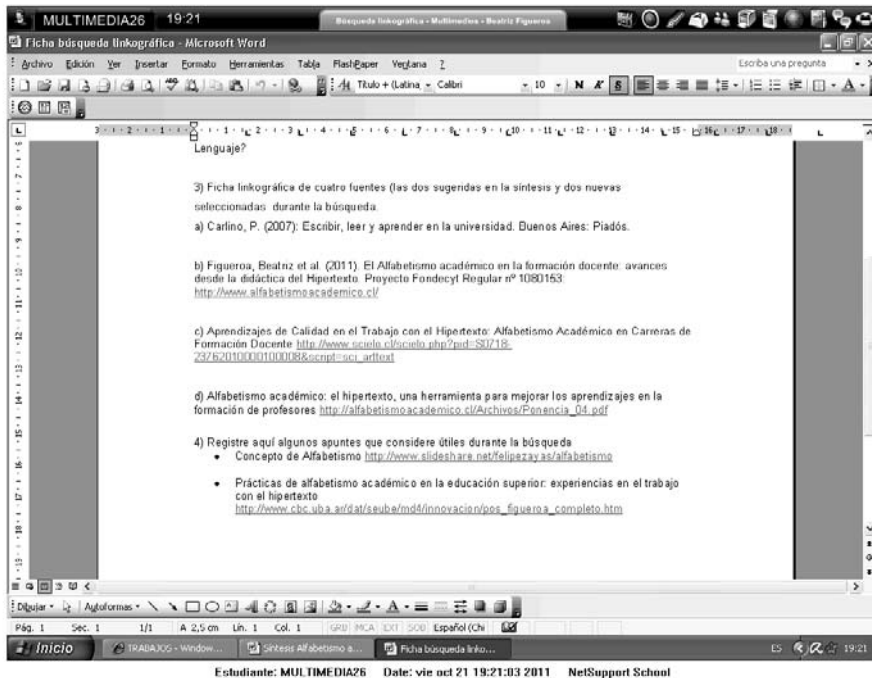 MULTIMEDIA26 19:21 Búsqueda linkográfica - Multimedios - Beatriz Figueroa
Ficha búsqueda linkográfica - Microsoft Word
Archivo Edición Ver Insertar Formato Herramientas Tabla FlashPaper Ventana ? Escriba una pregunta
Título + (Latina Calibri 10 N K S
Lenguaje?
3) Ficha linkográfica de cuatro fuentes (las dos sugeridas en la síntesis y dos nuevas
seleccionadas durante la búsqueda.
a) Carlino, P. (2007): Escribir, leer y aprender en la universidad. Buenos Aires: Piadós.
b) Figueroa, Beatriz et al. (2011). El Alfabetismo académico en la formación docente: avances
desde la didáctica del Hipertexto. Proyecto Fondecyt Regular nº 1080153:
http://www.alfabetismoacademico.cl/
c) Aprendizajes de Calidad en el Trabajo con el Hipertexto: Alfabetismo Académico en Carreras de
Formación Docente http://www.scielo.cl/scielo.php?pid=S0718-
23762010000100008&script=sci_arttext
d) Alfabetismo académico: el hipertexto, una herramienta para mejorar los aprendizajes en la
formación de profesores http://alfabetismoacademico.cl/Archivos/Ponencia_04.pdf
4) Registre aquí algunos apuntes que considere útiles durante la búsqueda
• Concepto de Alfabetismo http://www.slideshare.net/felipezayas/alfabetismo
• Prácticas de alfabetismo académico en la educación superior: experiencias en el trabajo
con el hipertexto
http://www.cbc.uba.ar/dat/seube/md4/innovacion/pos_figueroa_completo.htm
Dibujar Autoformas
Pág. 1 Sec. 1 1/1 A 2,5 cm Lín. 1 Col. 1 GRB MCA EXT SOB Español (Chi
Inicio TRABAJOS - Window... Síntesis Alfabetismo a... Ficha búsqueda linko... ES 19:21
Estudiante: MULTIMEDIA26 Date: vie oct 21 19:21:03 2011 NetSupport School